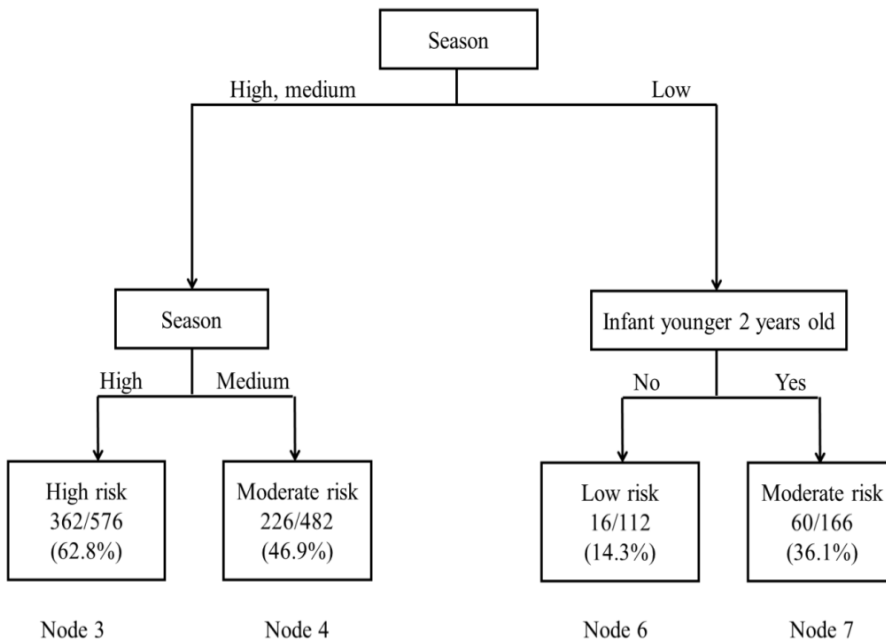 Season
High, medium
Low
Season
Infant younger 2 years old
High
Medium
No
Yes
High risk
362/576
(62.8%)
Moderate risk
226/482
(46.9%)
Low risk
16/112
(14.3%)
Moderate risk
60/166
(36.1%)
Node 3
Node 4
Node 6
Node 7